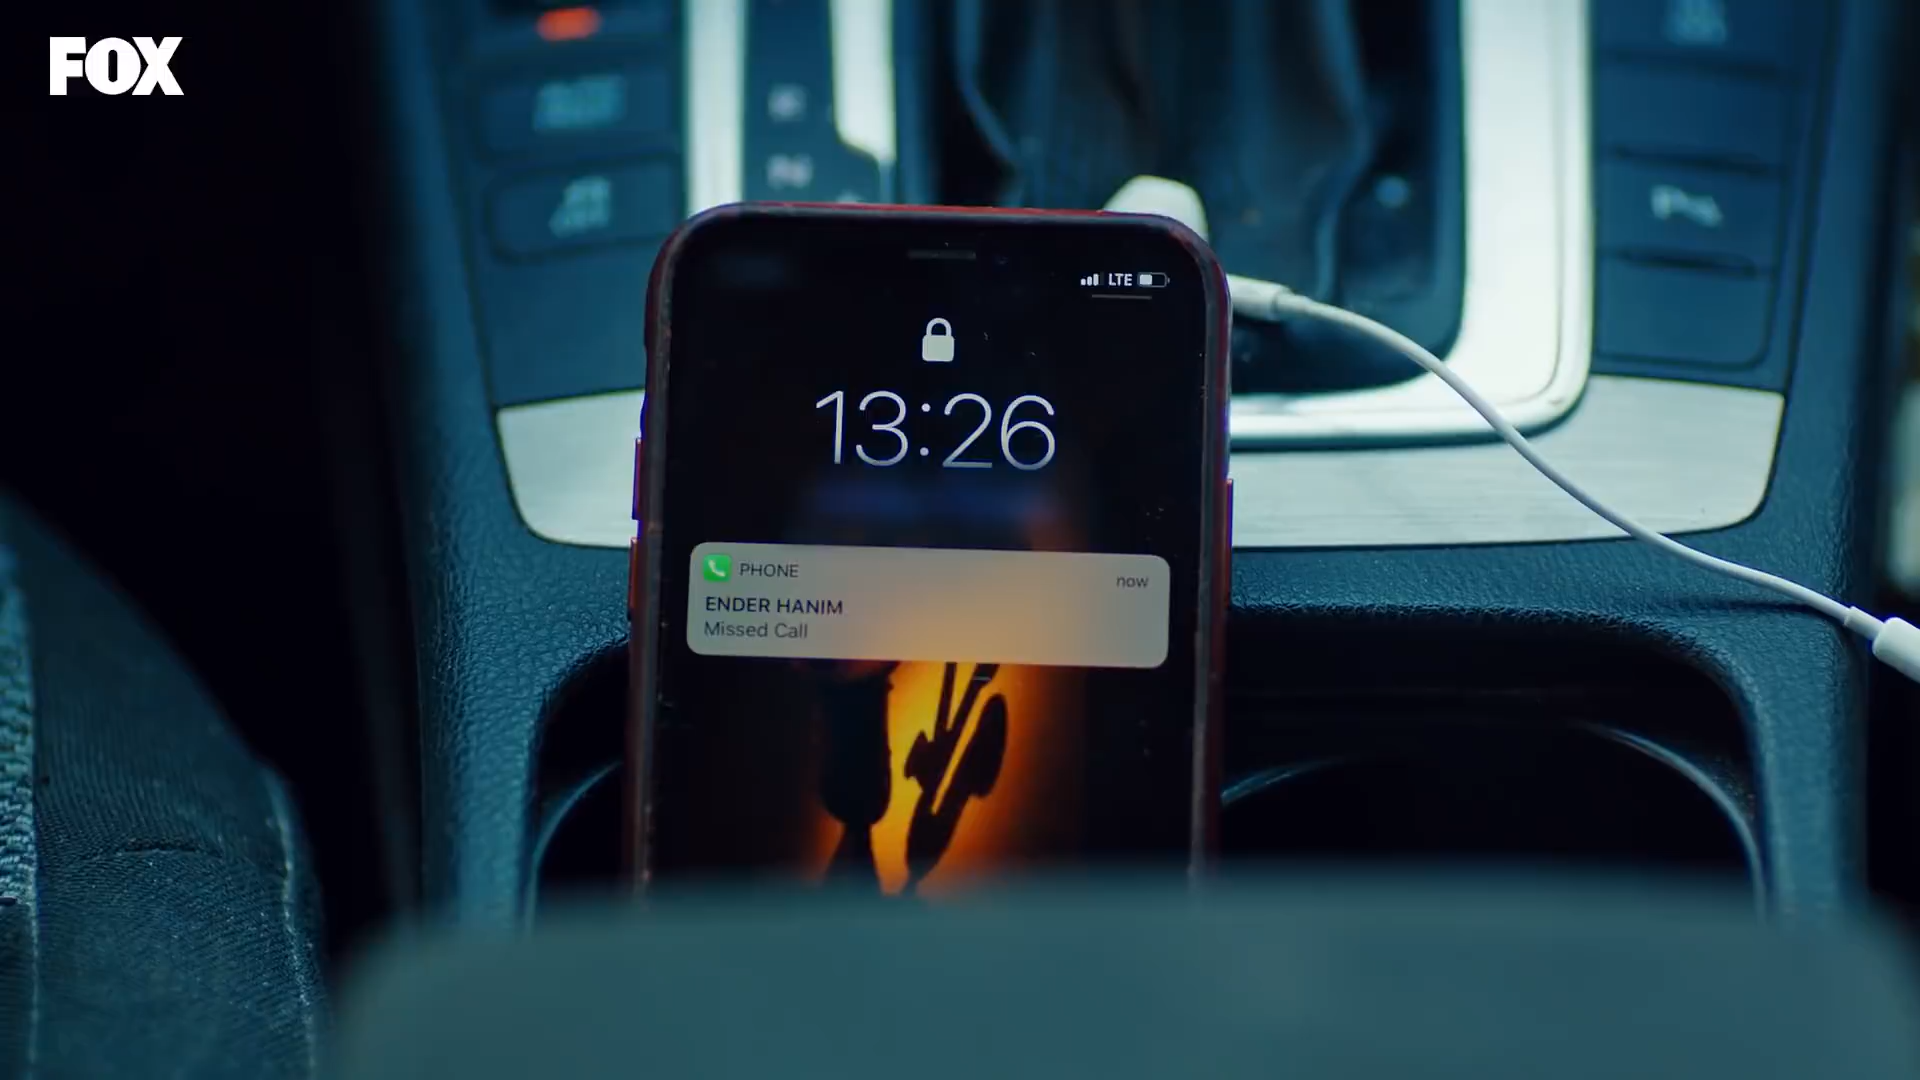 FOX
LTE
13:26
PHONE
now
ENDER HANIM
Missed Call